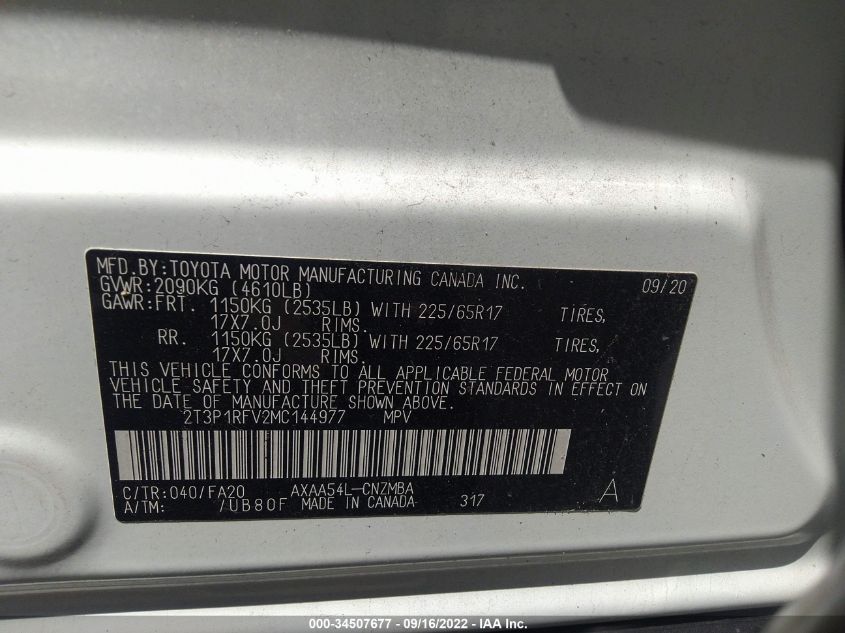 MFD.BY:TOYOTA MOTOR MANUFACTURING CANADA INC. 09/20
GVWR:2090KG (4610LB)
GAWR:FRT. 1150KG (2535LB) WITH 225/65R17 TIRES,
17X7.0J RIMS.
RR. 1150KG (2535LB) WITH 225/65R17 TIRES,
17X7.0J RIMS.
THIS VEHICLE CONFORMS TO ALL APPLICABLE FEDERAL MOTOR
VEHICLE SAFETY AND THEFT PREVENTION STANDARDS IN EFFECT ON
THE DATE OF MANUFACTURE SHOWN ABOVE.
2T3P1RFV2MC144977 MPV
C/TR:040/FA20 AXAA54L-CNZMBA A
A/TM: /UB80F MADE IN CANADA 317
000-34507677 - 09/16/2022 - IAA Inc.